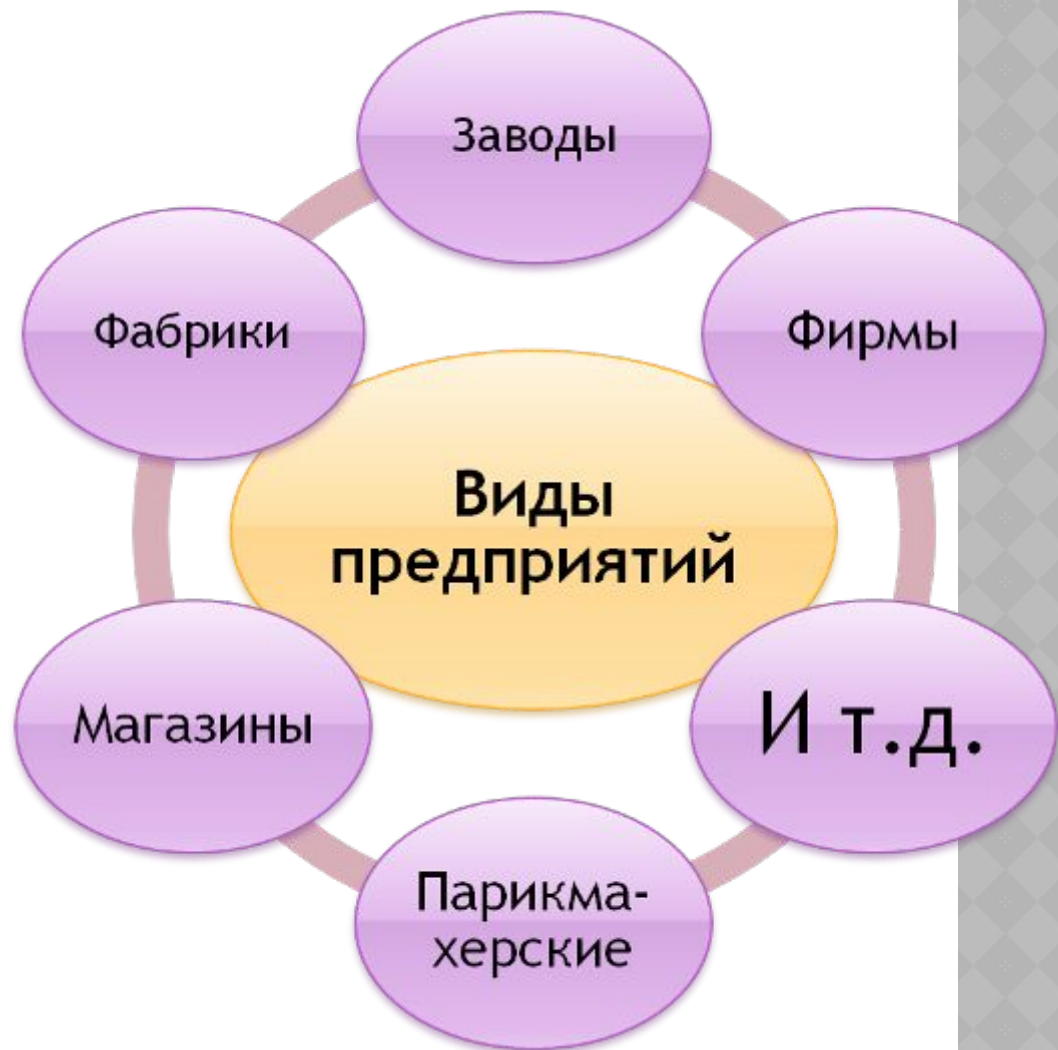 Заводы
Фабрики
Фирмы
Виды
предприятий
Магазины
И т.д.
Парикма-
херские